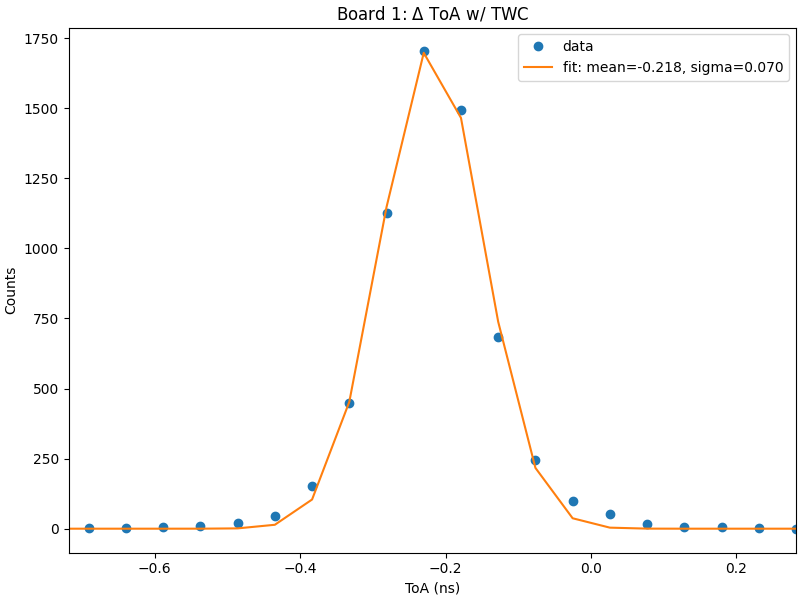 Board 1: Δ ToA w/ TWC
data
fit: mean=-0.218, sigma=0.070
Counts
1750
1500
1250
1000
750
500
250
0
−0.6
−0.4
−0.2
0.0
0.2
ToA (ns)